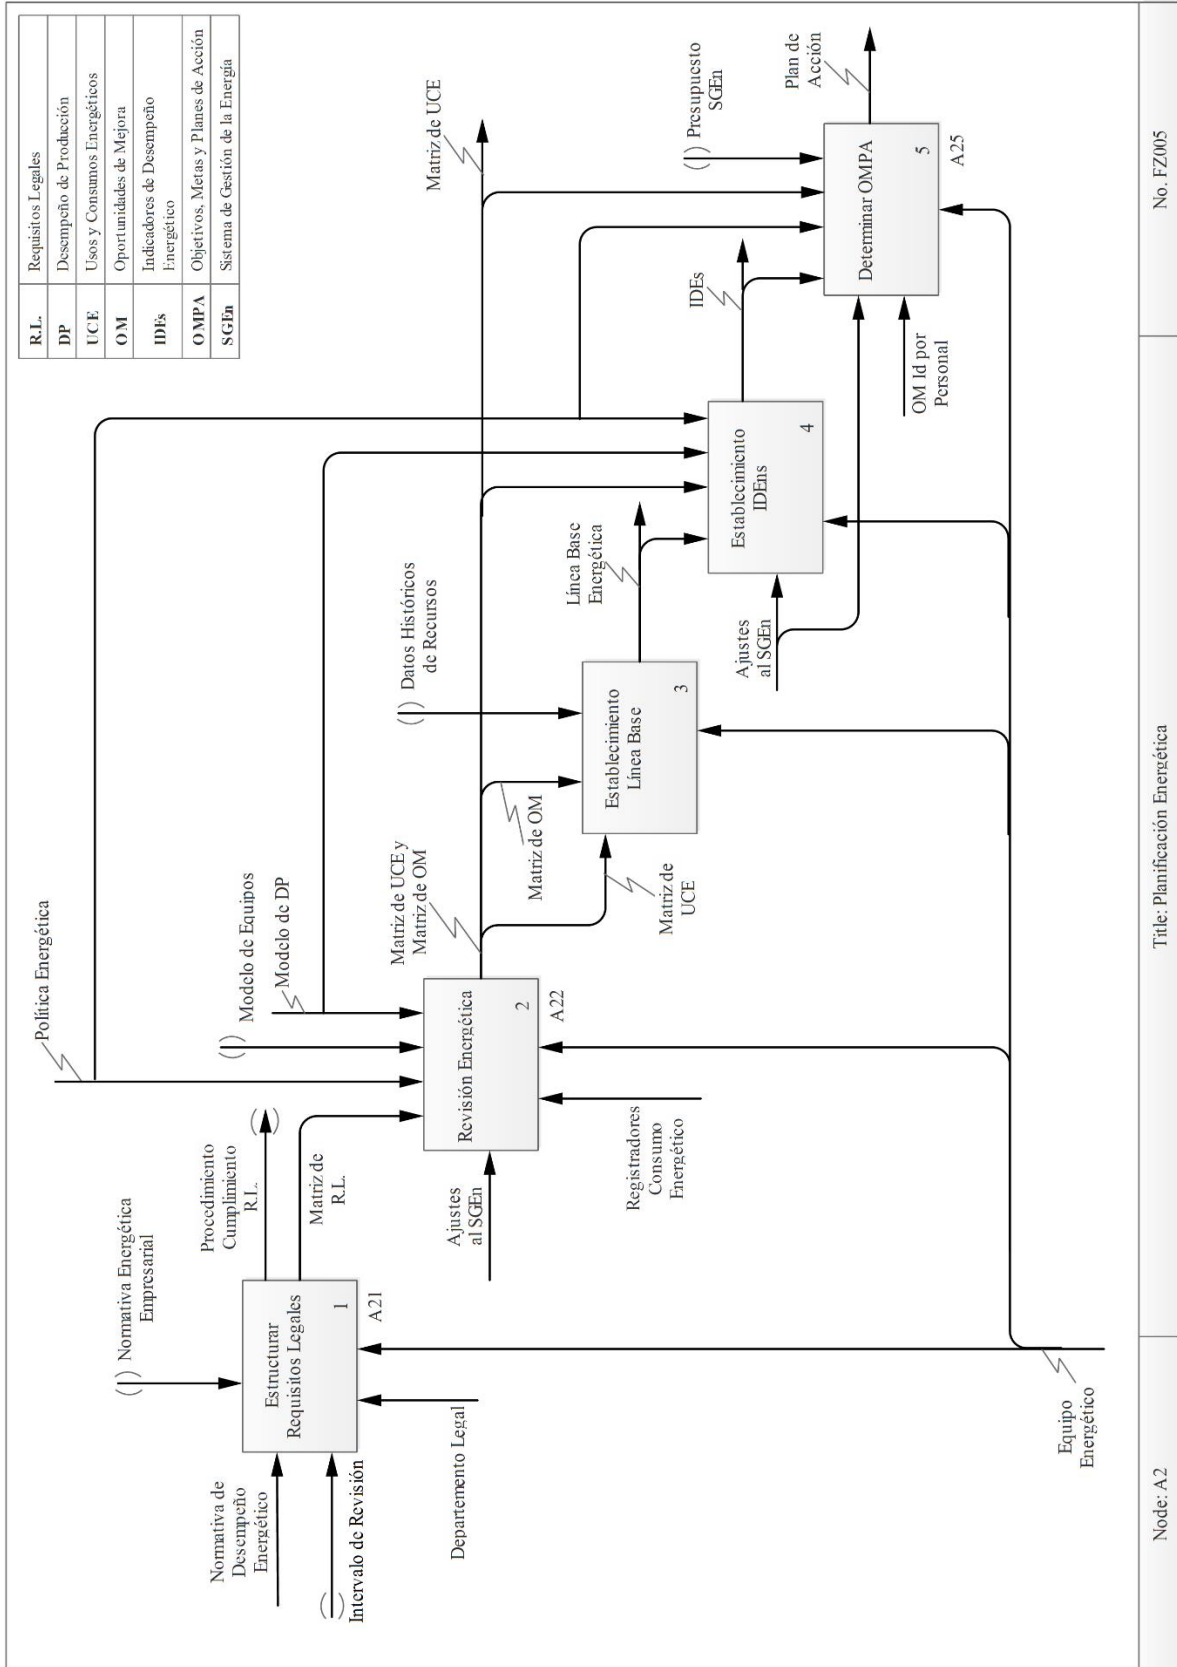 R.L. Requisitos Legales
DP Desempeño de Producción
UCE Usos y Consumos Energéticos
OM Oportunidades de Mejora
IDEs Indicadores de Desempeño
Energético
OMPA Objetivos, Metas y Planes de Acción
SGEn Sistema de Gestión de la Energía
Política Energética
Normativa Energética
Empresarial
Modelo de Equipos
Modelo de DP
Procedimiento
Cumplimiento
R.L.
Matriz de
R.L.
Normativa de
Desempeño
Energético
Intervalo de Revisión
Estructurar
Requisitos Legales
1
A21
Departamento Legal
Ajustes
al SGEn
Revisión Energética
2
A22
Registradores
Consumo
Energético
Matriz de UCE y
Matriz de OM
Matriz de OM
Matriz de
UCE
Datos Históricos
de Recursos
Establecimiento
Línea Base
3
Línea Base
Energética
Ajustes
al SGEn
Establecimiento
IDEns
4
IDEs
Matriz de UCE
Presupuesto
SGEn
OM Id por
Personal
Determinar OMPA
5
A25
Plan de
Acción
Equipo
Energético
Node: A2
Title: Planificación Energética
No. FZ005